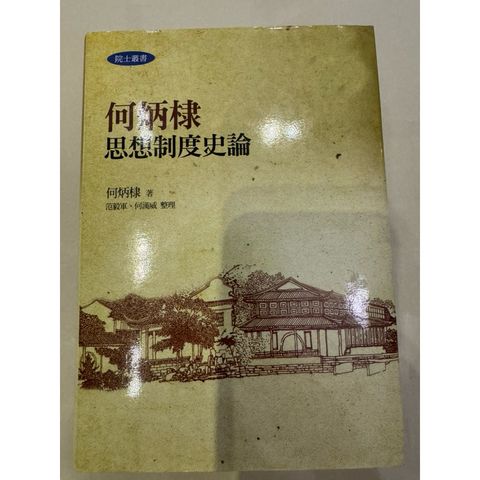 院士叢書
何炳棣
思想制度史論
何炳棣 著
范毅軍、何漢威 整理